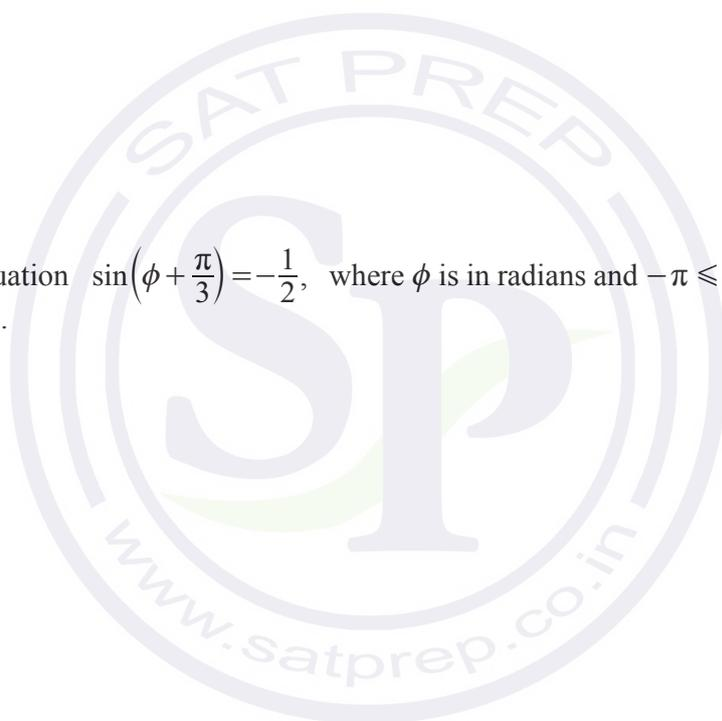 SAT PREP
uation sin(ϕ + π/3) = −1/2, where ϕ is in radians and −π ⩽
.
SP
www.satprep.co.in